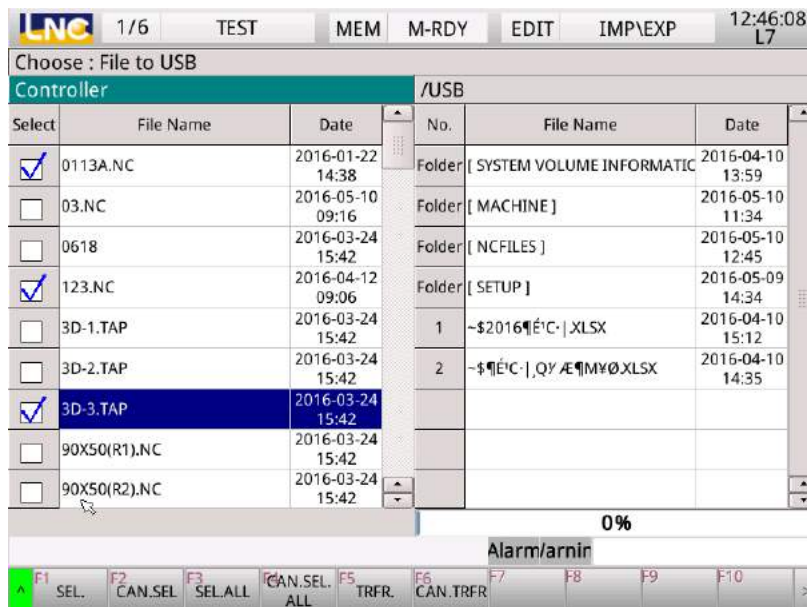 LNC 1/6 TEST MEM M-RDY EDIT IMP\EXP 12:46:08
L7
Choose : File to USB
Controller /USB
Select File Name Date No. File Name Date
0113A.NC 2016-01-22 14:38 Folder [ SYSTEM VOLUME INFORMATIC 2016-04-10 13:59
03.NC 2016-05-10 09:16 Folder [ MACHINE ] 2016-05-10 11:34
0618 2016-03-24 15:42 Folder [ NCFILES ] 2016-05-10 12:45
123.NC 2016-04-12 09:06 Folder [ SETUP ] 2016-05-09 14:34
3D-1.TAP 2016-03-24 15:42 1 ~$2016¶É¹C·|.XLSX 2016-04-10 15:12
3D-2.TAP 2016-03-24 15:42 2 2016-04-10 14:35
3D-3.TAP 2016-03-24 15:42
90X50(R1).NC 2016-03-24 15:42
90X50(R2).NC 2016-03-24 15:42
0%
Alarm/arnin
^ F1 SEL. F2 CAN.SEL F3 SEL.ALL F4 CAN.SEL. ALL F5 TRFR. F6 CAN.TRFR F7 F8 F9 F10 >